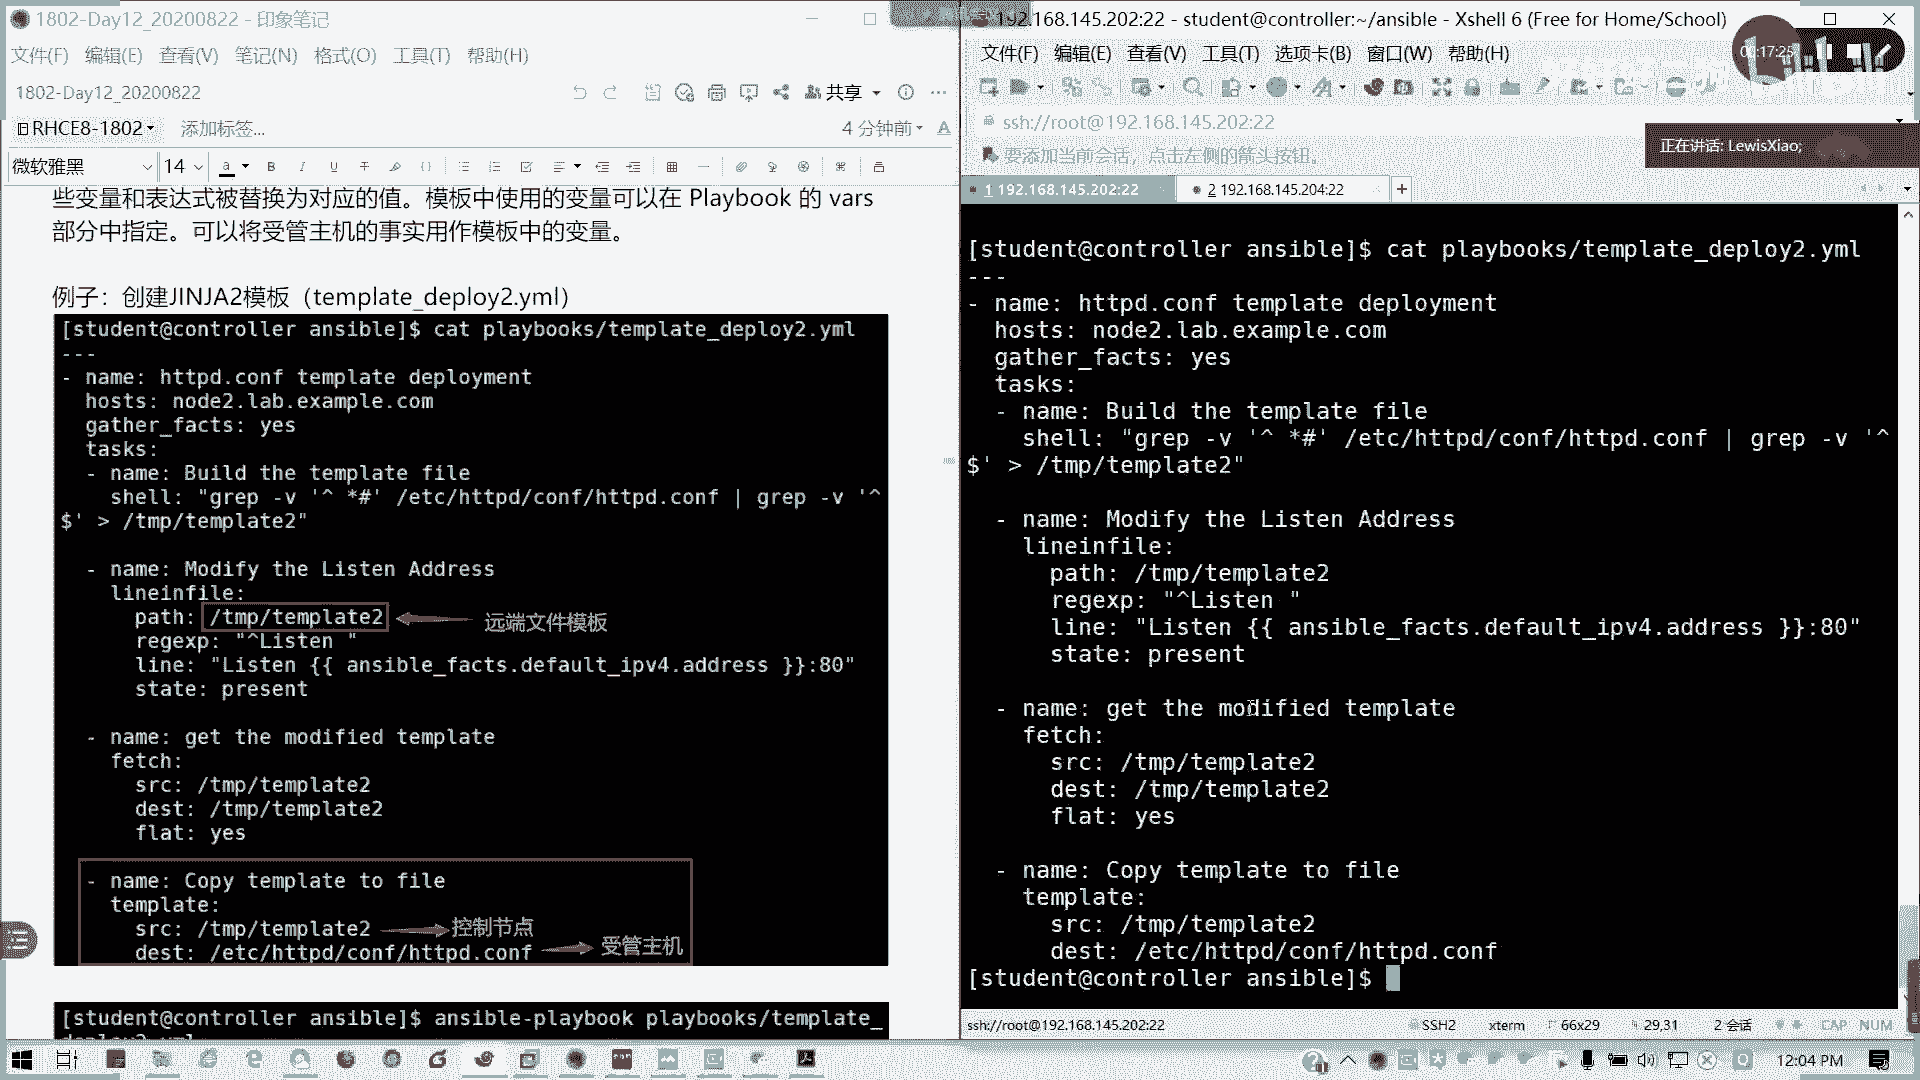 1802-Day12_20200822 - 印象笔记
文件(F) 编辑(E) 查看(V) 笔记(N) 格式(O) 工具(T) 帮助(H)
1802-Day12_20200822
共享
RHCE8-1802
添加标签...
4 分钟前
微软雅黑
14
些变量和表达式被替换为对应的值。模板中使用的变量可以在 Playbook 的 vars
部分中指定。可以将受管主机的事实用作模板中的变量。
例子：创建JINJA2模板（template_deploy2.yml）
[student@controller ansible]$ cat playbooks/template_deploy2.yml
---
- name: httpd.conf template deployment
hosts: node2.lab.example.com
gather_facts: yes
tasks:
- name: Build the template file
shell: "grep -v '^ *#' /etc/httpd/conf/httpd.conf | grep -v '^
$' > /tmp/template2"
- name: Modify the Listen Address
lineinfile:
path: /tmp/template2
远端文件模板
regexp: "^Listen "
line: "Listen {{ ansible_facts.default_ipv4.address }}:80"
state: present
- name: get the modified template
fetch:
src: /tmp/template2
dest: /tmp/template2
flat: yes
- name: Copy template to file
template:
src: /tmp/template2
控制节点
dest: /etc/httpd/conf/httpd.conf
受管主机
[student@controller ansible]$ ansible-playbook playbooks/template_
192.168.145.202:22 - student@controller:~/ansible - Xshell 6 (Free for Home/School)
文件(F) 编辑(E) 查看(V) 工具(T) 选项卡(B) 窗口(W) 帮助(H)
00:17:25
ssh://root@192.168.145.202:22
要添加当前会话，点击左侧的箭头按钮。
正在讲话: LewisXiao;
1 192.168.145.202:22
2 192.168.145.204:22
[student@controller ansible]$ cat playbooks/template_deploy2.yml
---
- name: httpd.conf template deployment
hosts: node2.lab.example.com
gather_facts: yes
tasks:
- name: Build the template file
shell: "grep -v '^ *#' /etc/httpd/conf/httpd.conf | grep -v '^
$' > /tmp/template2"
- name: Modify the Listen Address
lineinfile:
path: /tmp/template2
regexp: "^Listen "
line: "Listen {{ ansible_facts.default_ipv4.address }}:80"
state: present
- name: get the modified template
fetch:
src: /tmp/template2
dest: /tmp/template2
flat: yes
- name: Copy template to file
template:
src: /tmp/template2
dest: /etc/httpd/conf/httpd.conf
[student@controller ansible]$
ssh://root@192.168.145.202:22
SSH2
xterm
66x29
29,31
2 会话
CAP NUM
12:04 PM